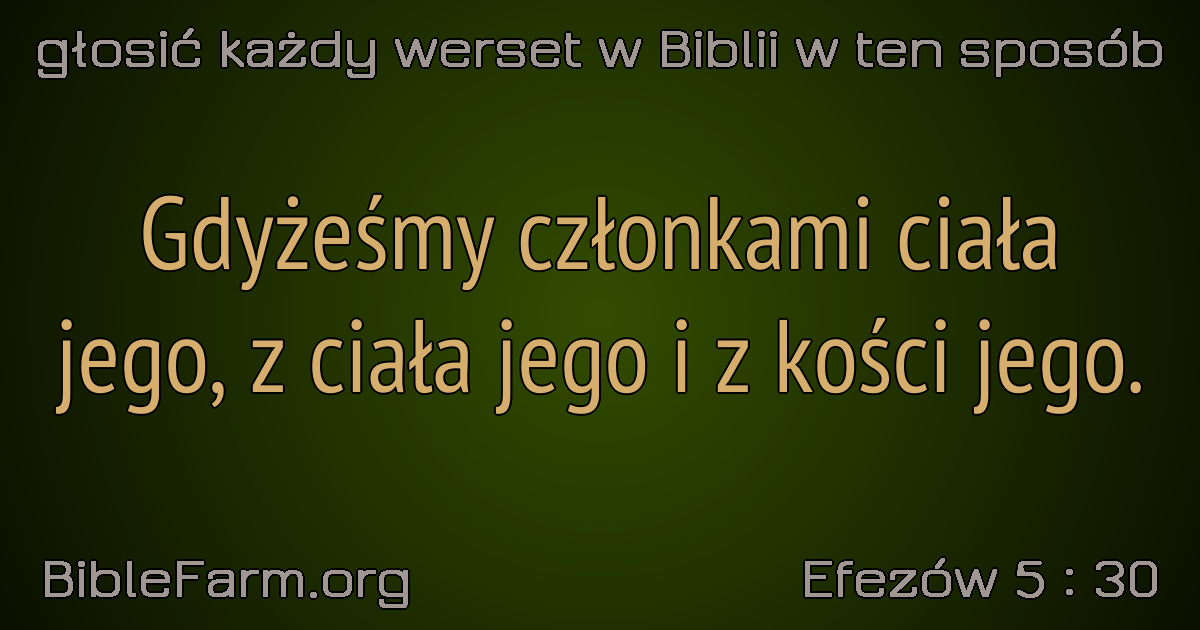 głosić każdy werset w Biblii w ten sposób
Gdyżeśmy członkami ciała
jego, z ciała jego i z kości jego.
BibleFarm.org
Efezów 5 : 30